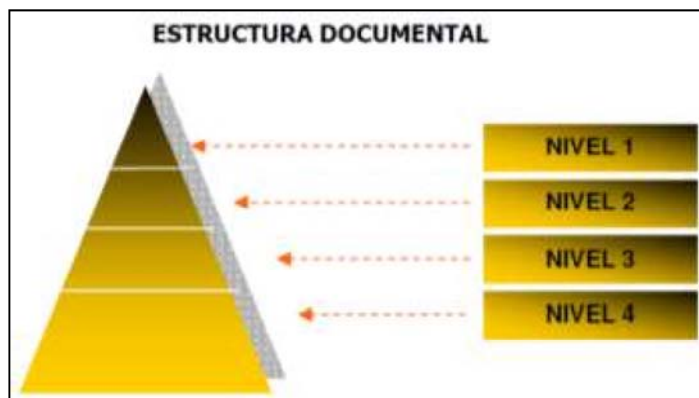 ESTRUCTURA DOCUMENTAL
NIVEL 1
NIVEL 2
NIVEL 3
NIVEL 4